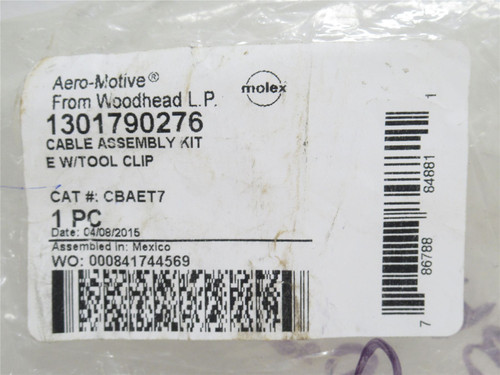 Aero-Motive®
From Woodhead L.P.
molex
1301790276
CABLE ASSEMBLY KIT
E W/TOOL CLIP
CAT #: CBAET7
1 PC
Date: 04/08/2015
Assembled in: Mexico
WO: 000841744569
7 86788 64881 1